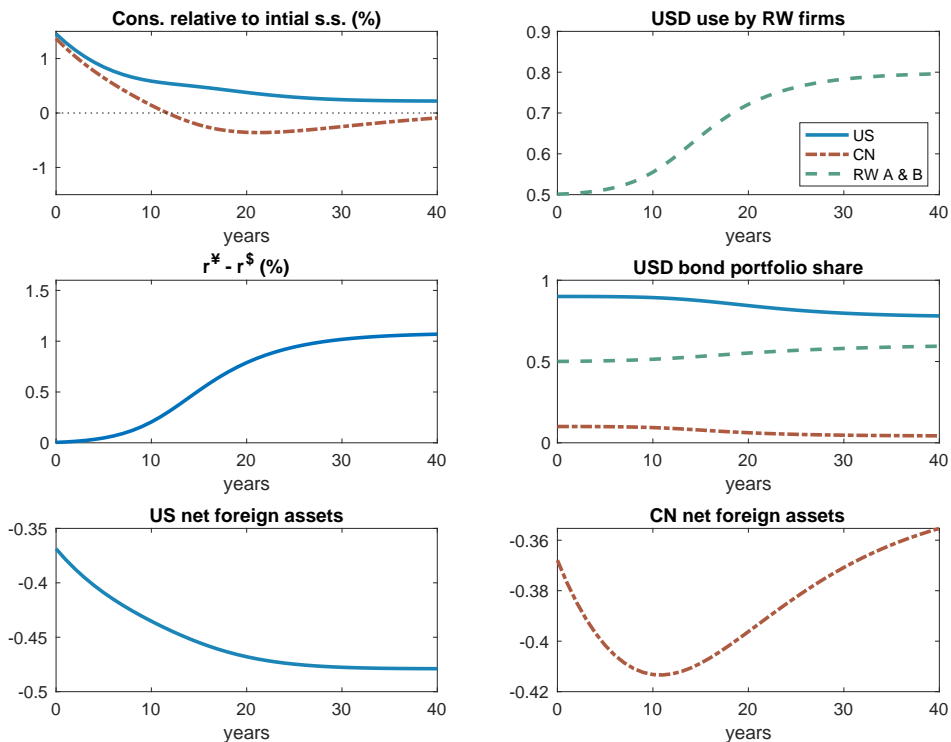 Cons. relative to intial s.s. (%)
1
0
-1
0 10 20 30 40
years
USD use by RW firms
0.9
0.8
0.7
0.6
0.5
US
CN
RW A & B
0 10 20 30 40
years
r¥ - r$ (%)
1.5
1
0.5
0
0 10 20 30 40
years
USD bond portfolio share
1
0.5
0
0 10 20 30 40
years
US net foreign assets
-0.35
-0.4
-0.45
-0.5
0 10 20 30 40
years
CN net foreign assets
-0.36
-0.38
-0.4
-0.42
0 10 20 30 40
years